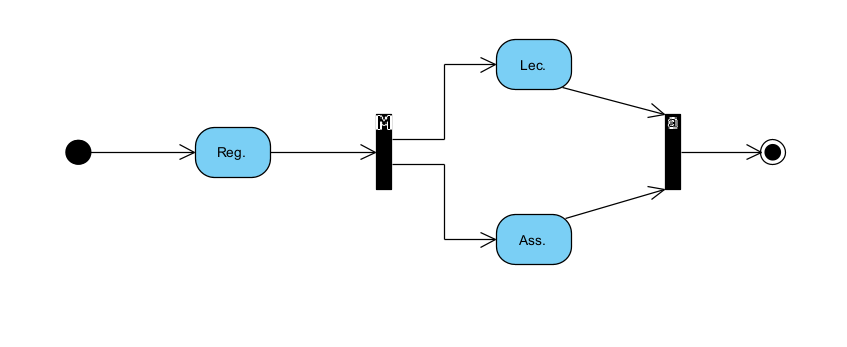 Reg.
M
Lec.
Ass.
a